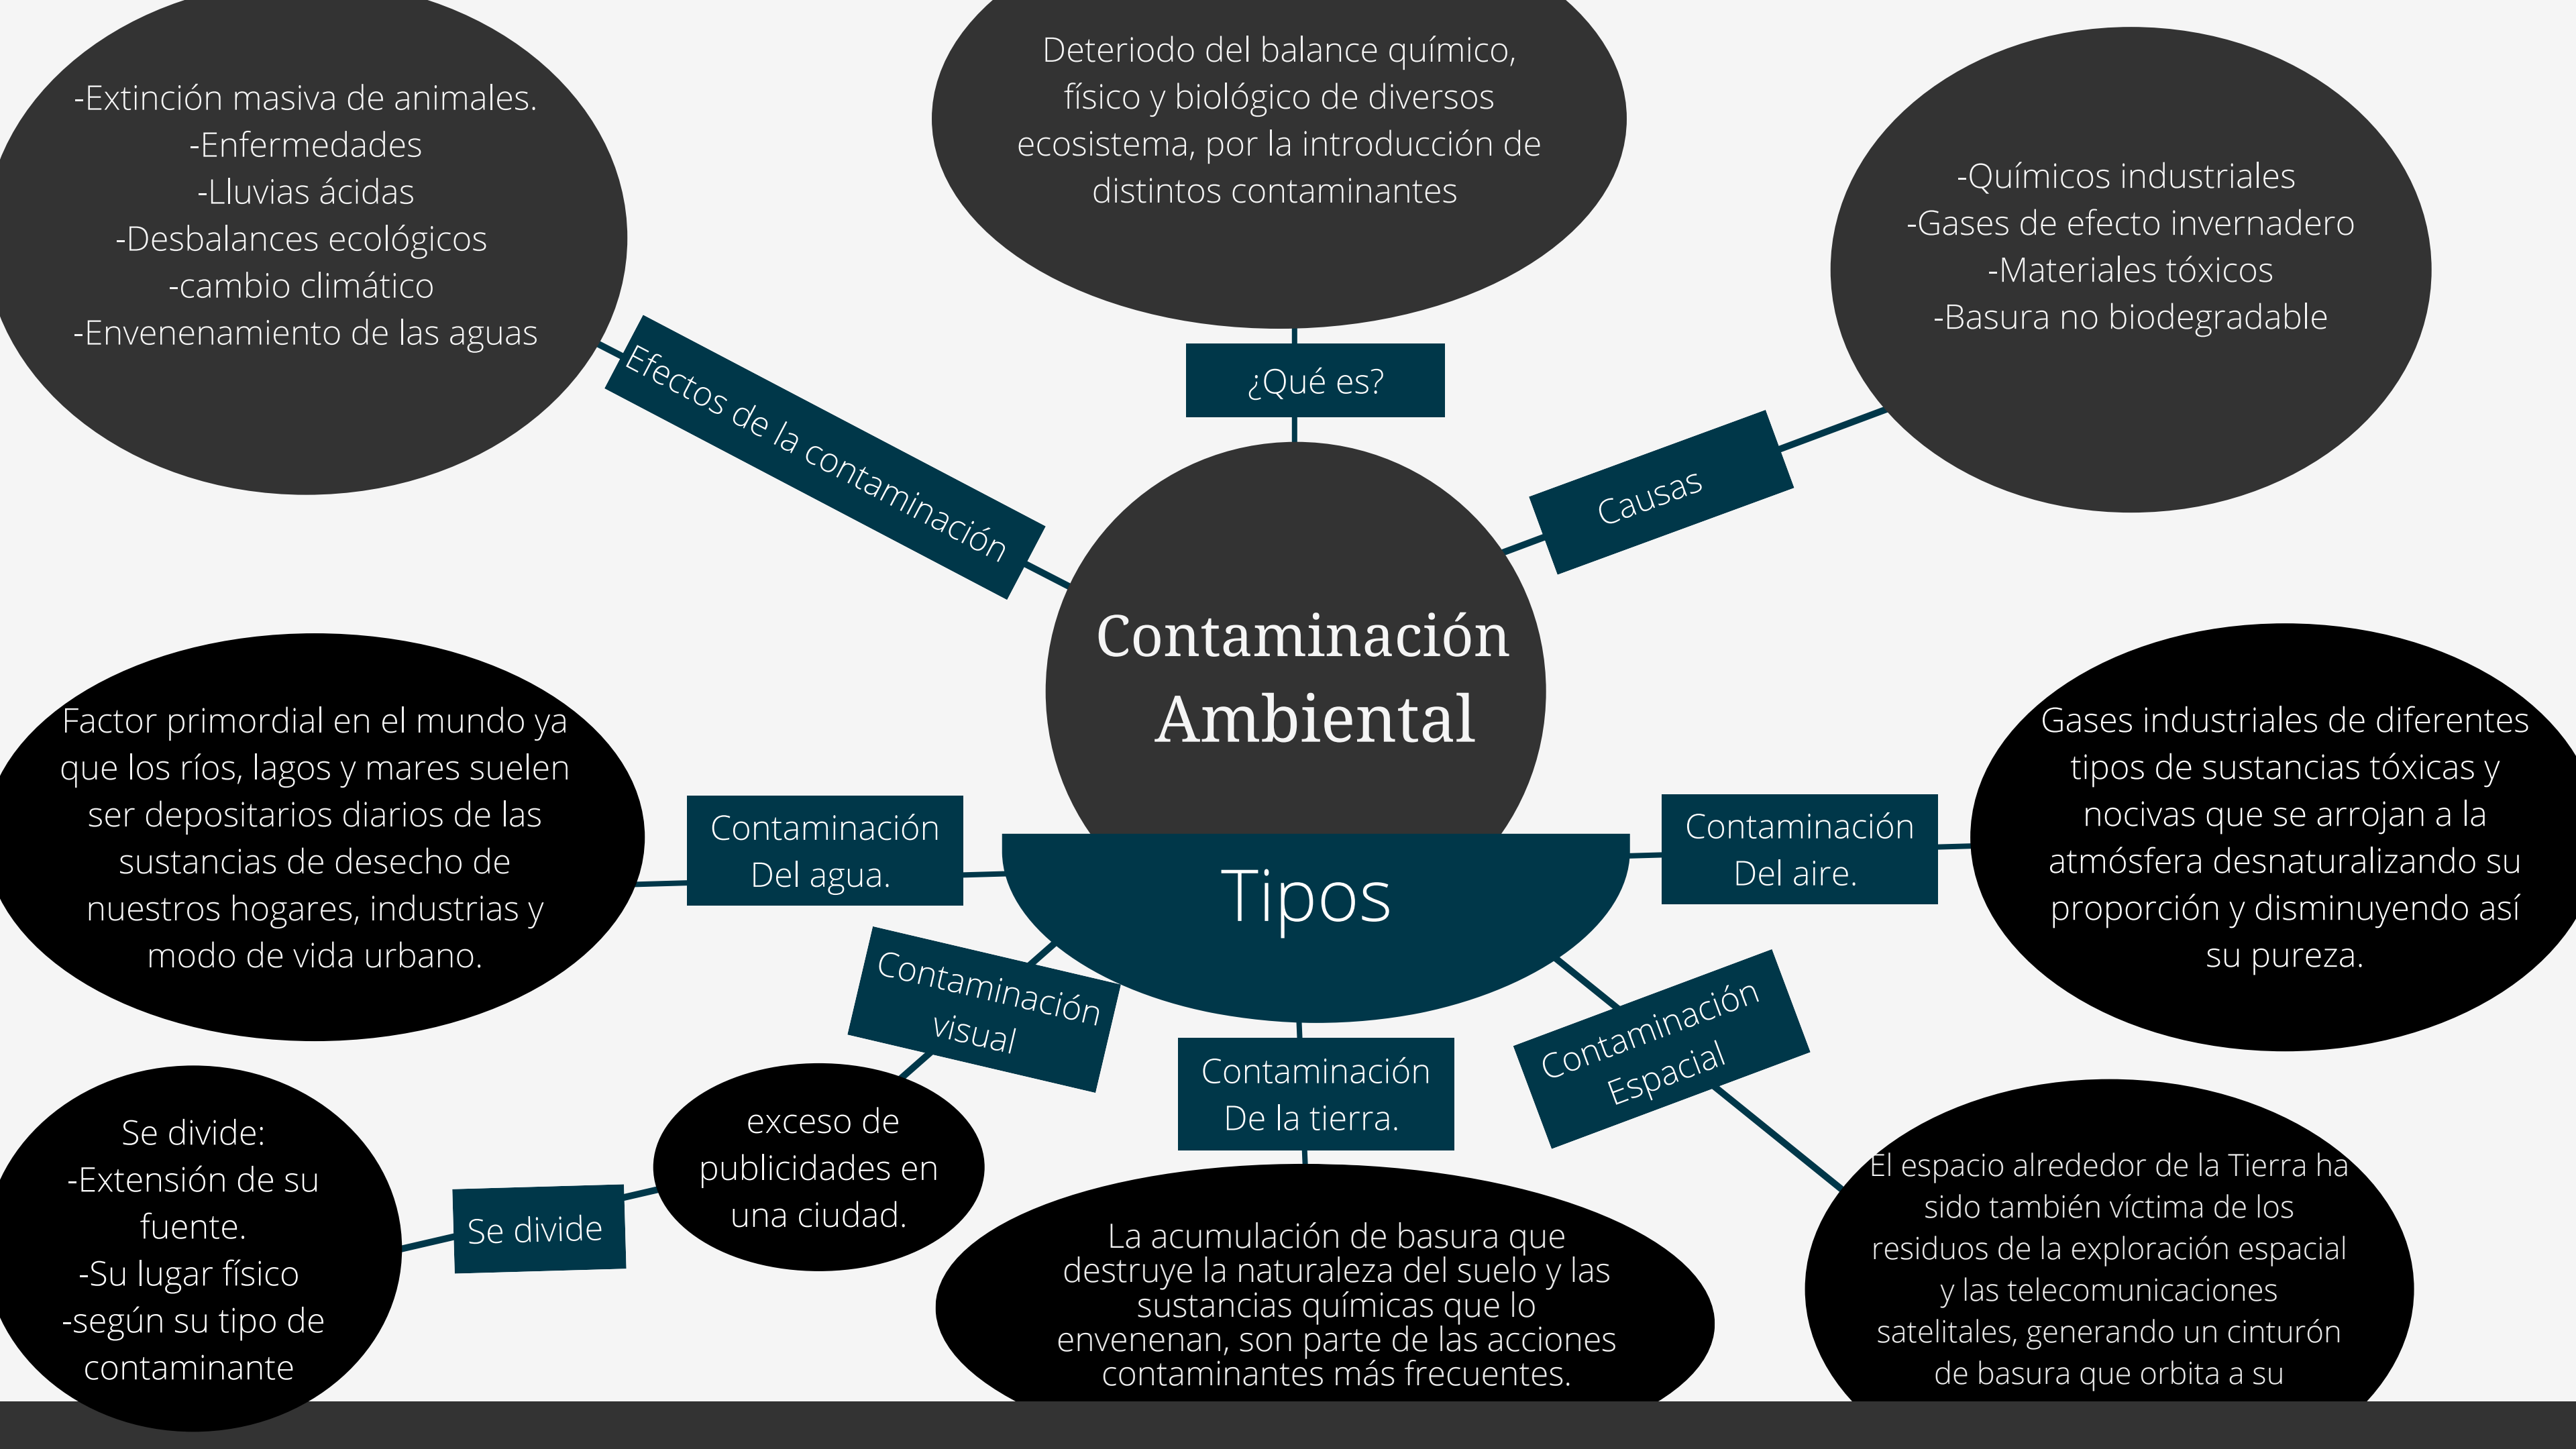 -Extinción masiva de animales.
-Enfermedades
-Lluvias ácidas
-Desbalances ecológicos
-cambio climático
-Envenenamiento de las aguas
Efectos de la contaminación
Deteriodo del balance químico,
físico y biológico de diversos
ecosistema, por la introducción de
distintos contaminantes
¿Qué es?
-Químicos industriales
-Gases de efecto invernadero
-Materiales tóxicos
-Basura no biodegradable
Causas
Contaminación
Ambiental
Tipos
Contaminación
Del agua.
Factor primordial en el mundo ya
que los ríos, lagos y mares suelen
ser depositarios diarios de las
sustancias de desecho de
nuestros hogares, industrias y
modo de vida urbano.
Contaminación
Del aire.
Gases industriales de diferentes
tipos de sustancias tóxicas y
nocivas que se arrojan a la
atmósfera desnaturalizando su
proporción y disminuyendo así
su pureza.
Contaminación
visual
exceso de
publicidades en
una ciudad.
Se divide
Se divide:
-Extensión de su
fuente.
-Su lugar físico
-según su tipo de
contaminante
Contaminación
De la tierra.
La acumulación de basura que
destruye la naturaleza del suelo y las
sustancias químicas que lo
envenenan, son parte de las acciones
contaminantes más frecuentes.
Contaminación
Espacial
El espacio alrededor de la Tierra ha
sido también víctima de los
residuos de la exploración espacial
y las telecomunicaciones
satelitales, generando un cinturón
de basura que orbita a su